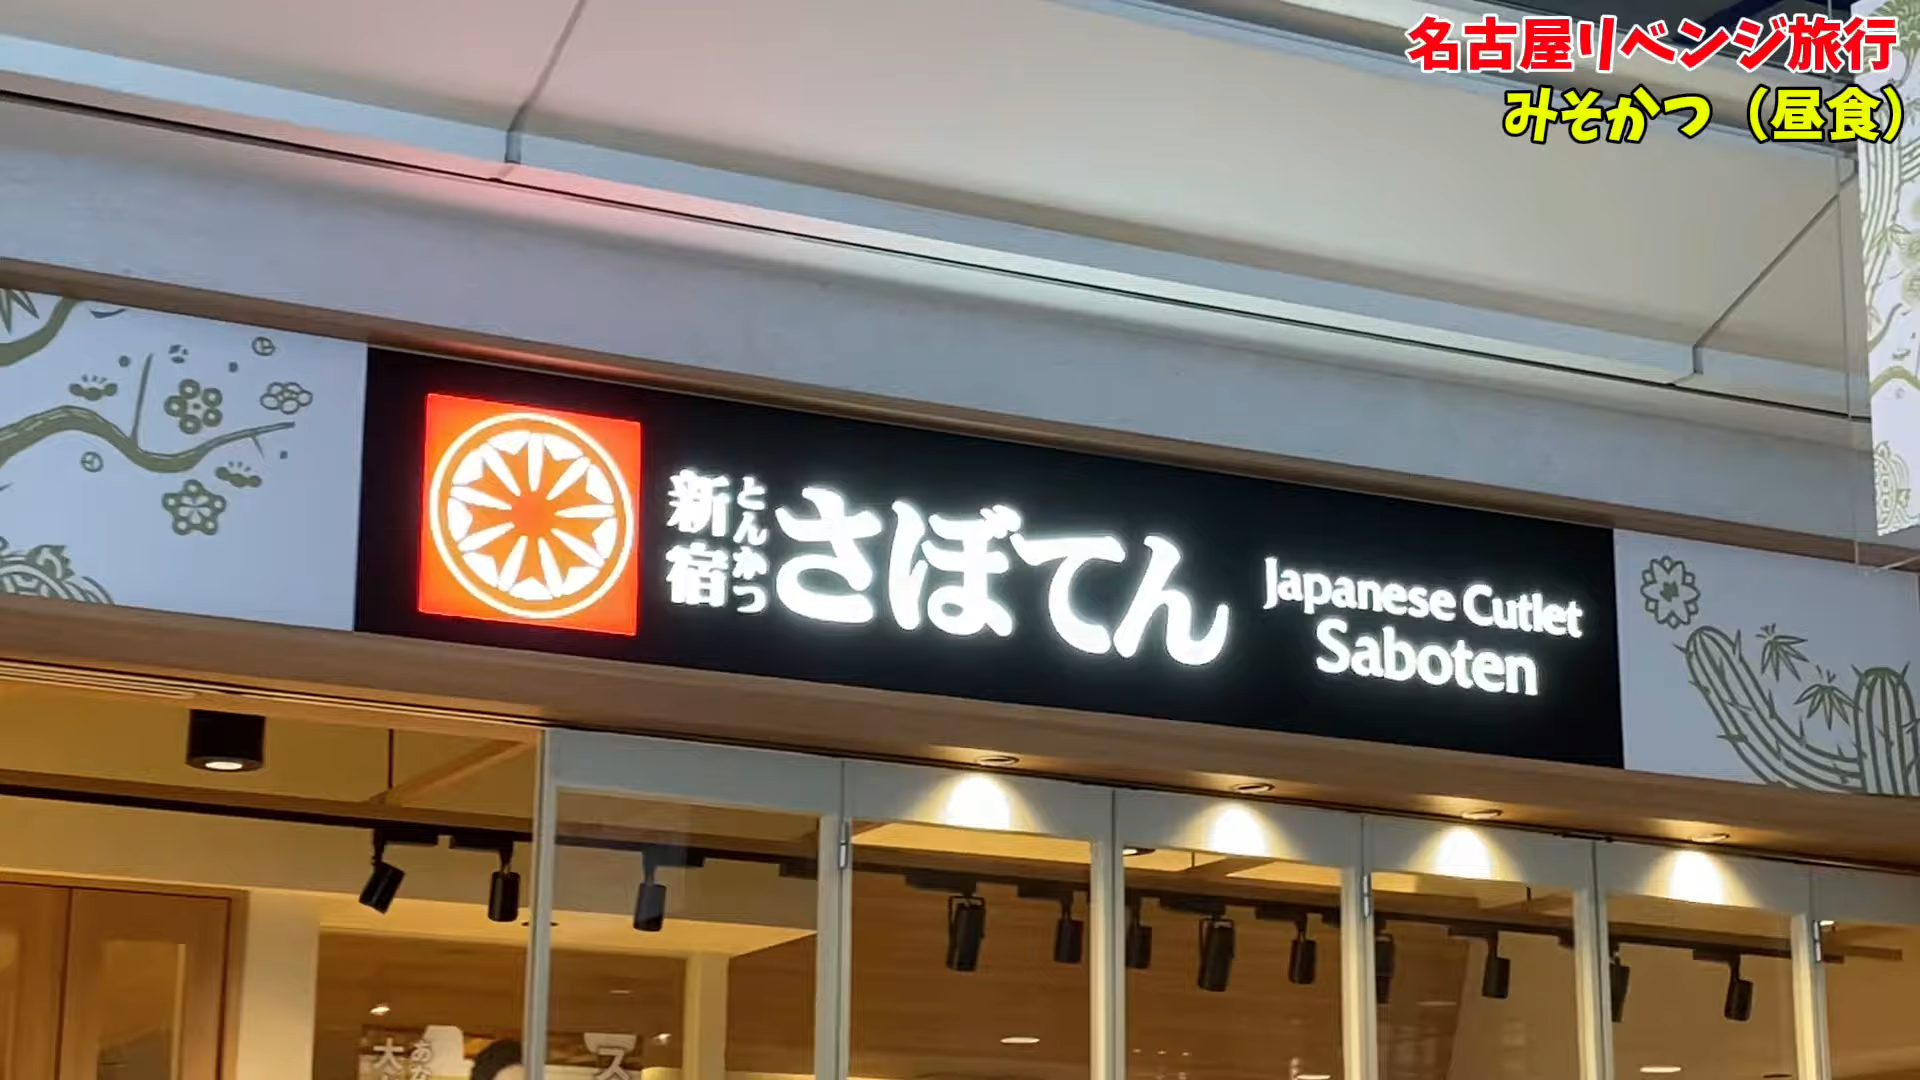 名古屋リベンジ旅行
みそかつ（昼食）
新宿
とんかつ
さぼてん
Japanese Cutlet
Saboten